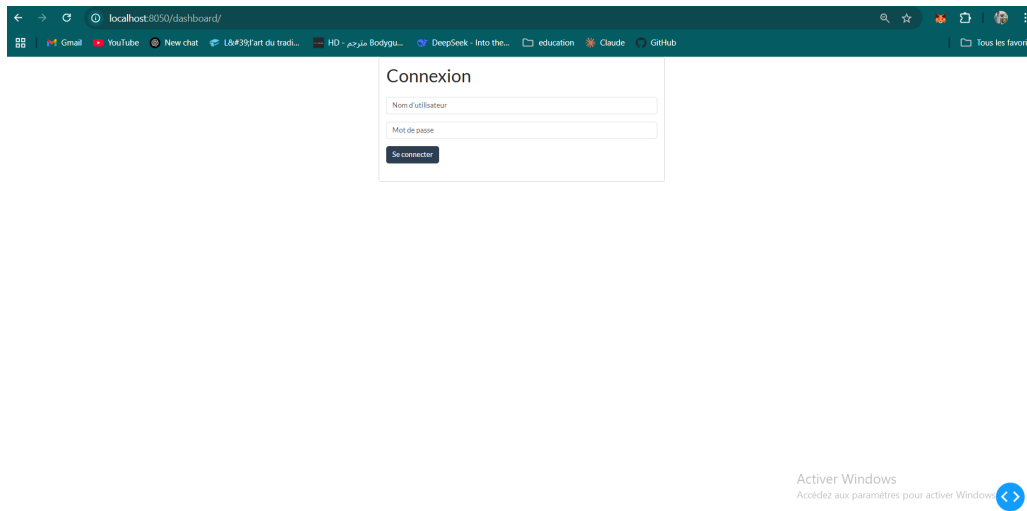 localhost:8050/dashboard/
Gmail YouTube New chat L&#39;l'art du tradi... HD - مترجم Bodygu... DeepSeek - Into the... education Claude GitHub Tous les favori
Connexion
Nom d'utilisateur
Mot de passe
Se connecter
Activer Windows
Accédez aux paramètres pour activer Windows